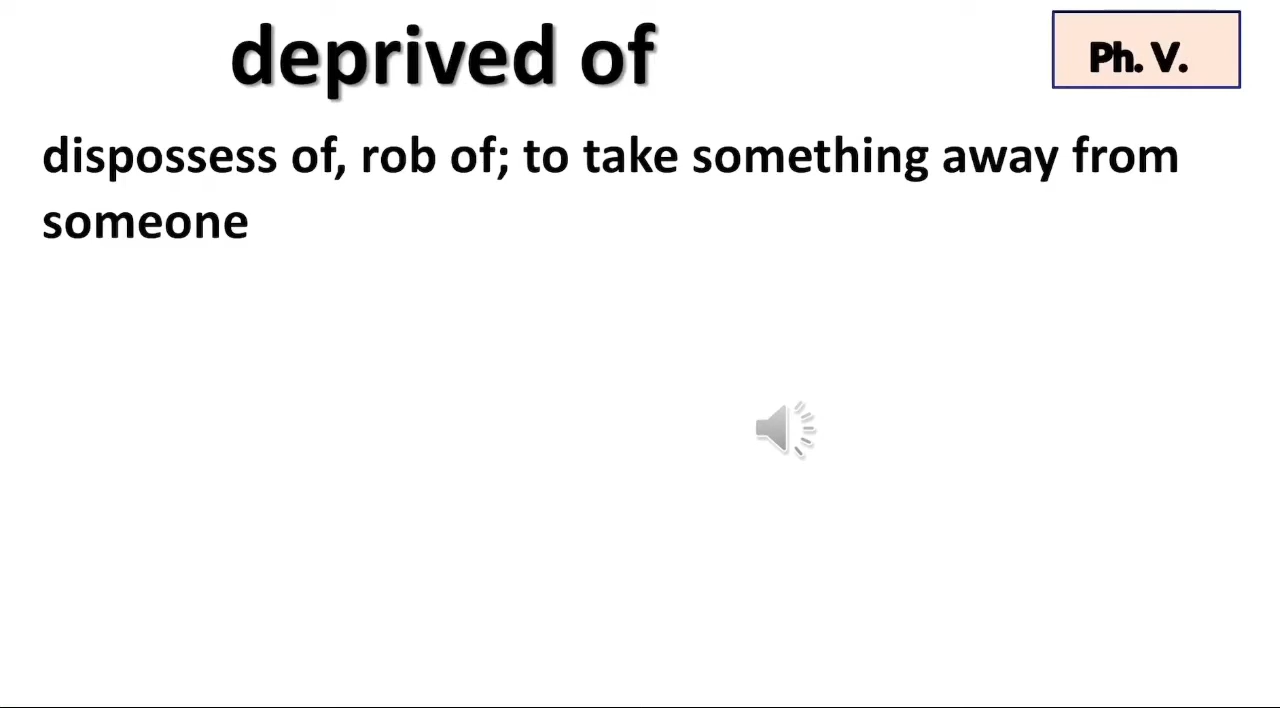 deprived of
Ph. V.
dispossess of, rob of; to take something away from
someone